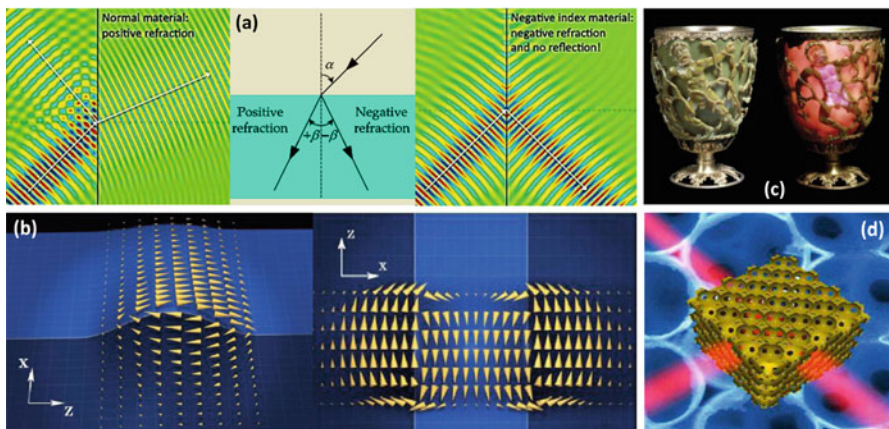 Normal material:
positive refraction
(a)
α
Positive
refraction
Negative
refraction
+β–β
Negative index material:
negative refraction
and no reflection!
(c)
(b)
x
z
z
x
(d)